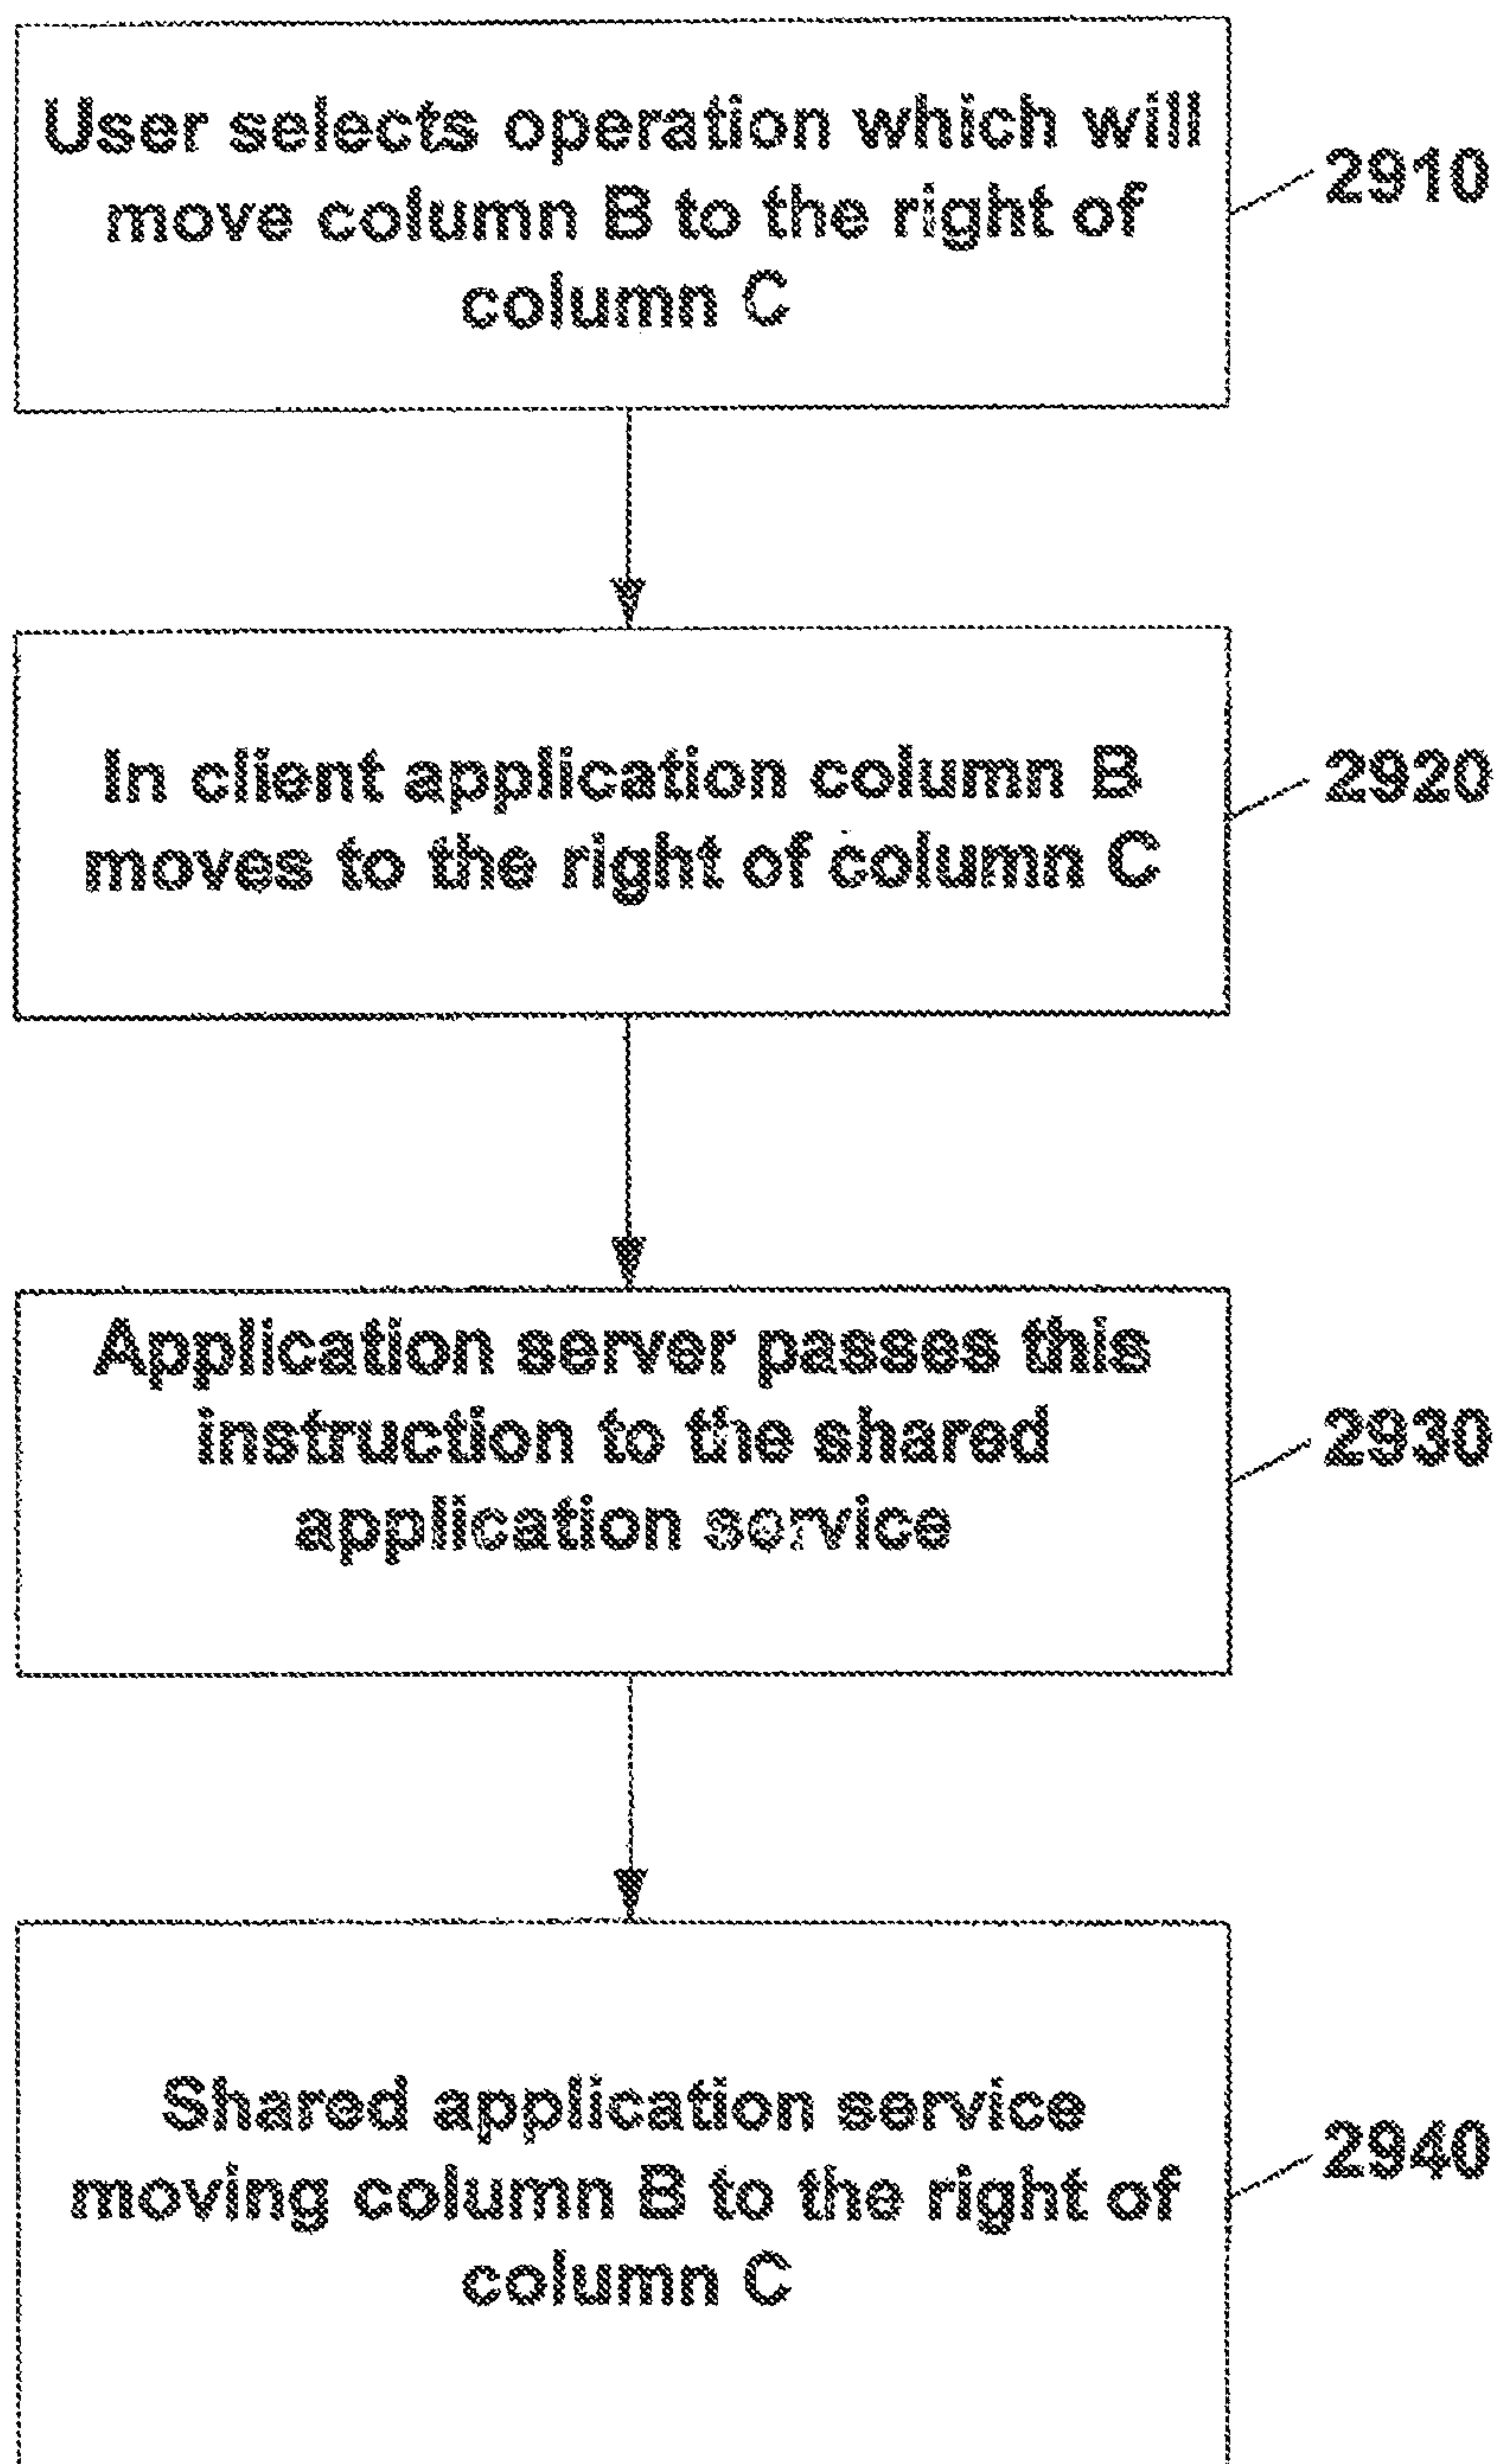 User selects operation which will
move column B to the right of
column C
2910
In client application column B
moves to the right of column C
2920
Application server passes this
instruction to the shared
application service
2930
Shared application service
moving column B to the right of
column C
2940